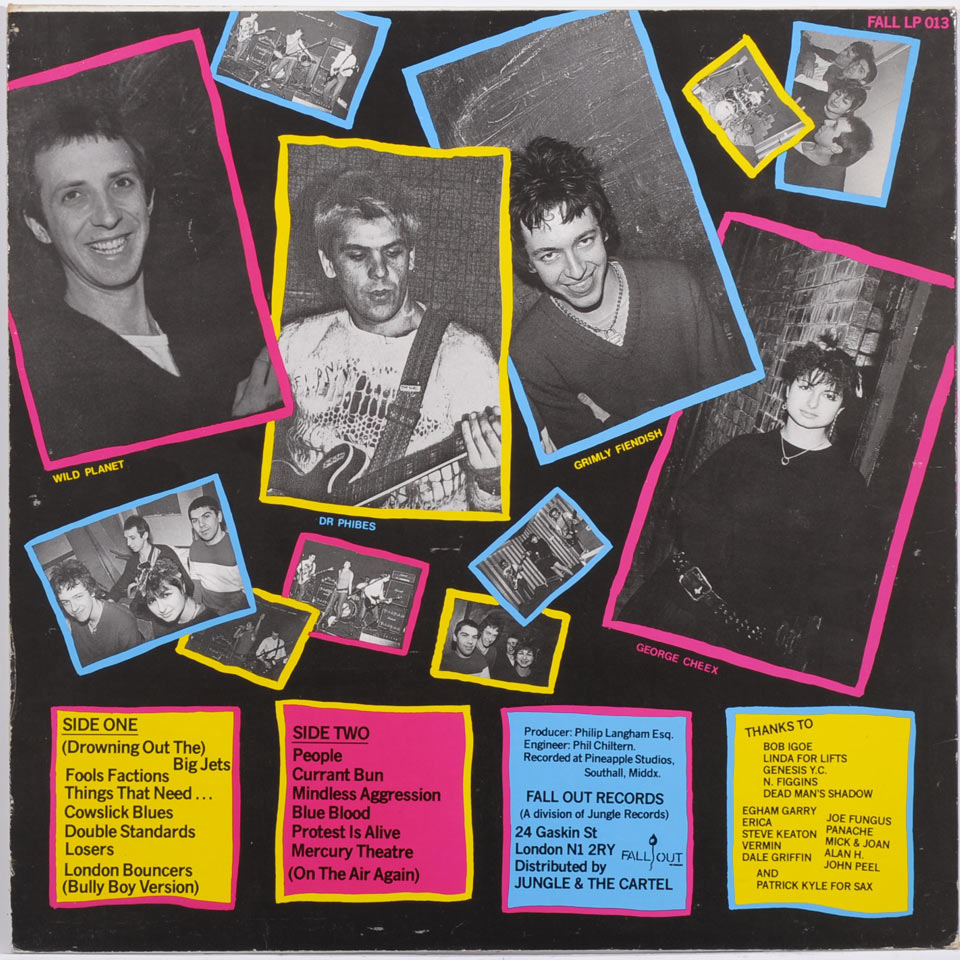 FALL LP 013
WILD PLANET
DR PHIBES
GRIMLY FIENDISH
GEORGE CHEEX
SIDE ONE
(Drowning Out The)
Big Jets
Fools Factions
Things That Need ...
Cowslick Blues
Double Standards
Losers
London Bouncers
(Bully Boy Version)
SIDE TWO
People
Currant Bun
Mindless Aggression
Blue Blood
Protest Is Alive
Mercury Theatre
(On The Air Again)
Producer: Philip Langham Esq.
Engineer: Phil Chiltern.
Recorded at Pineapple Studios,
Southall, Middx.
FALL OUT RECORDS
(A division of Jungle Records)
24 Gaskin St
London N1 2RY
FALL OUT
Distributed by
JUNGLE & THE CARTEL
THANKS TO
BOB IGOE
LINDA FOR LIFTS
GENESIS Y.C.
N. FIGGINS
DEAD MAN'S SHADOW
EGHAM GARRY
ERICA
STEVE KEATON
VERMIN
DALE GRIFFIN
JOE FUNGUS
PANACHE
MICK & JOAN
ALAN H.
JOHN PEEL
AND
PATRICK KYLE FOR SAX